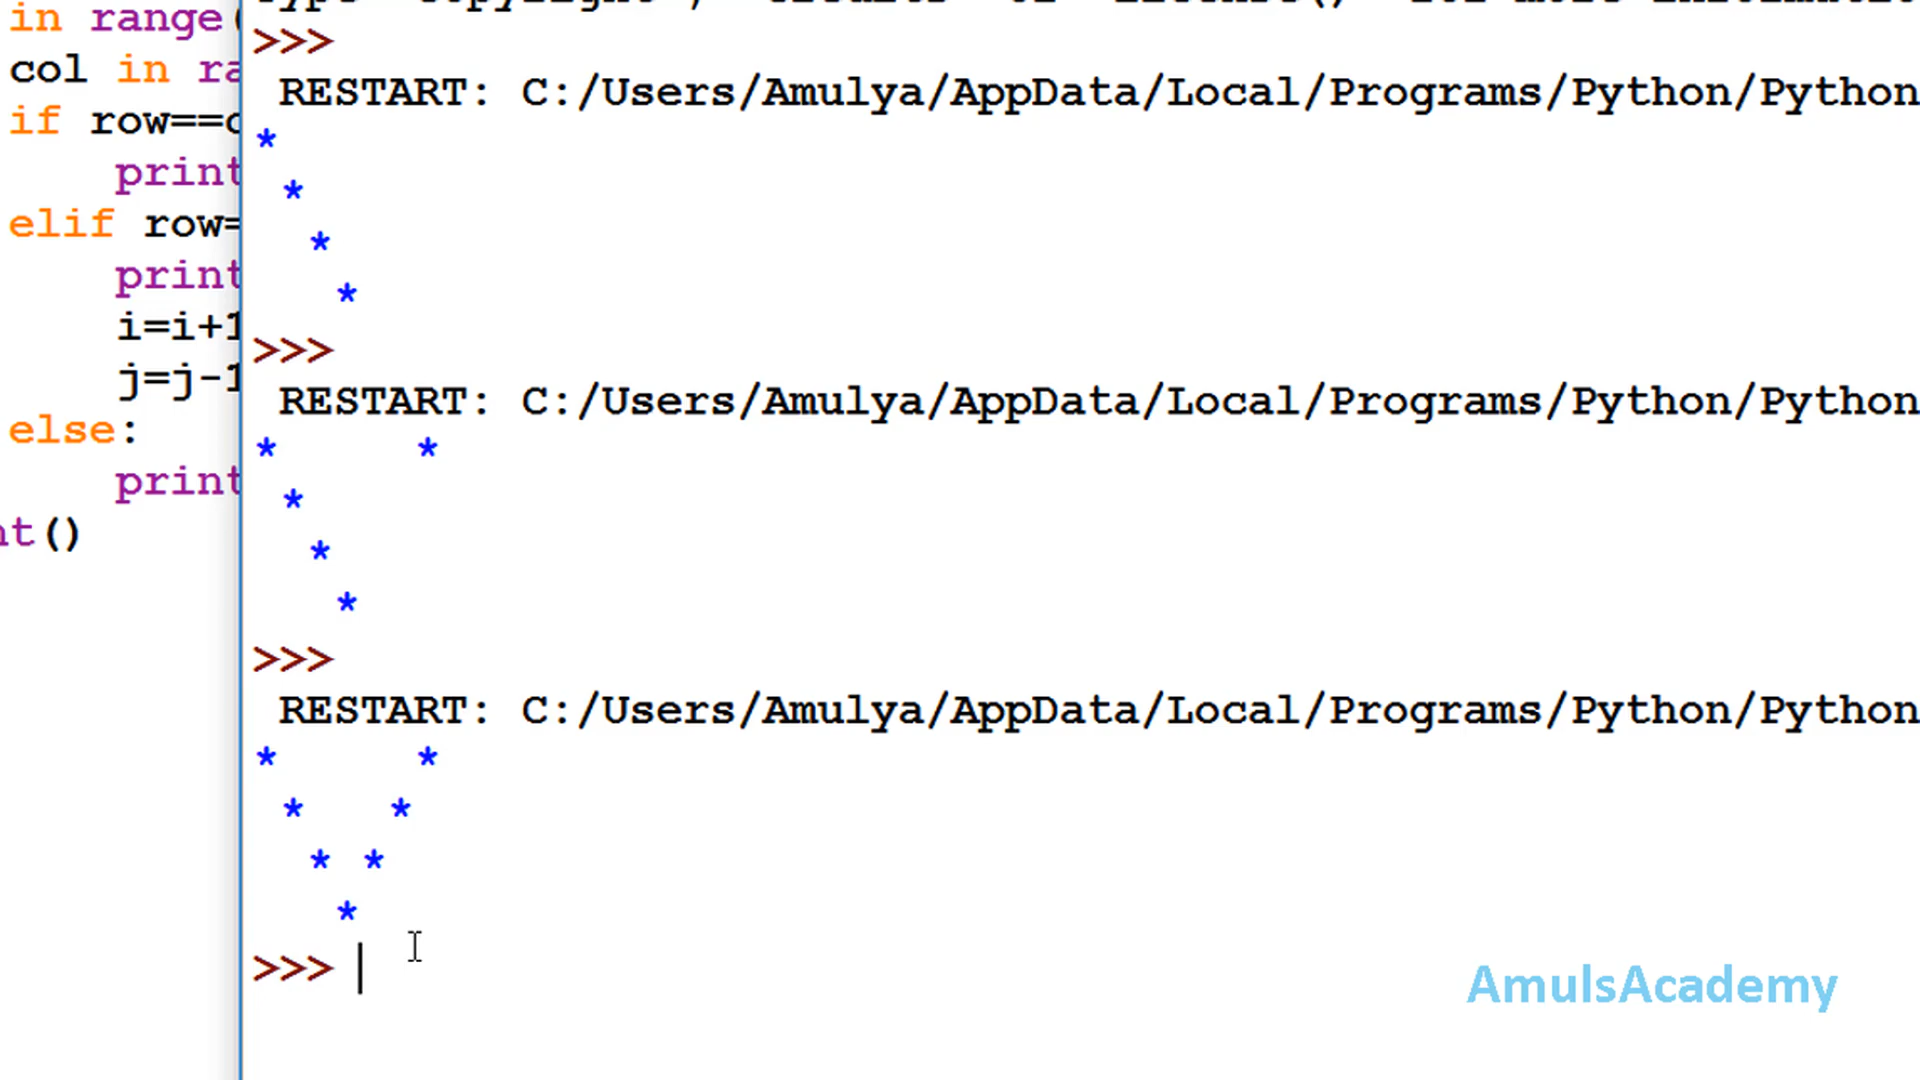 in range(
col in ra
if row==
print
elif row=
print
i=i+1
j=j-1
else:
print
nt()
>>>
RESTART: C:/Users/Amulya/AppData/Local/Programs/Python/Python
*
*
*
*
>>>
RESTART: C:/Users/Amulya/AppData/Local/Programs/Python/Python
* *
*
*
*
>>>
RESTART: C:/Users/Amulya/AppData/Local/Programs/Python/Python
* *
* *
* *
*
>>>
AmulsAcademy